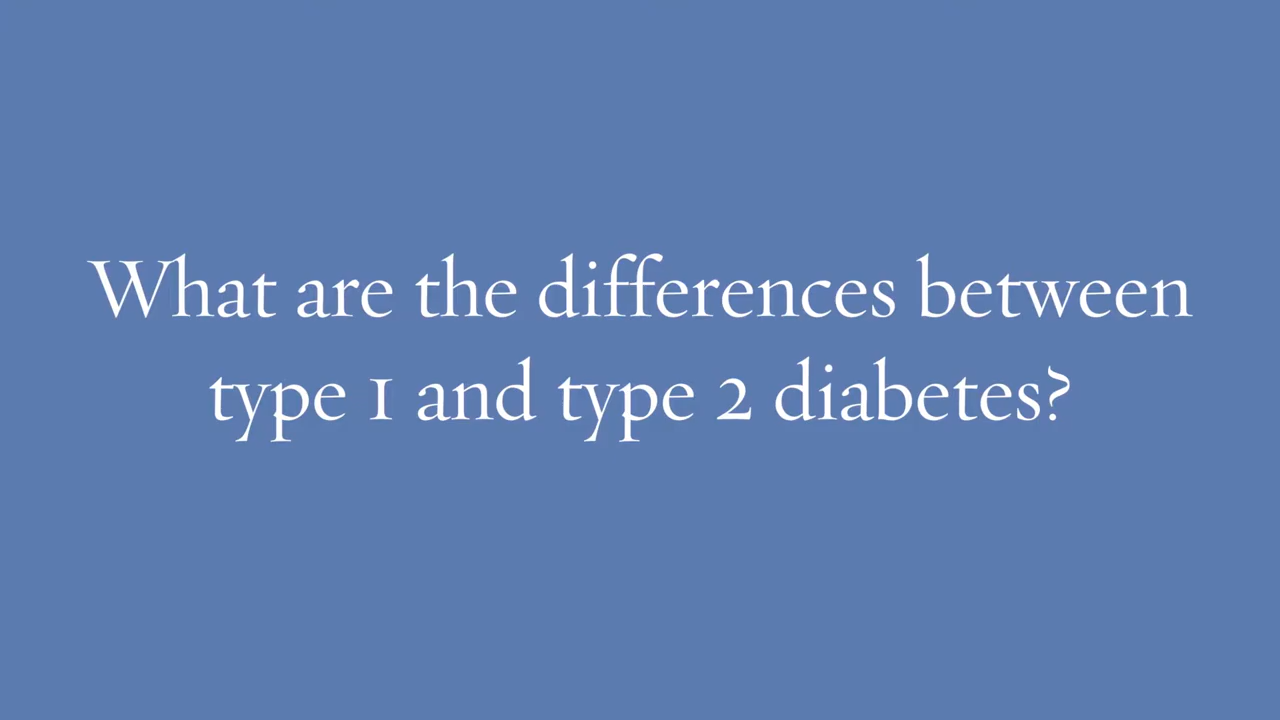 What are the differences between
type 1 and type 2 diabetes?